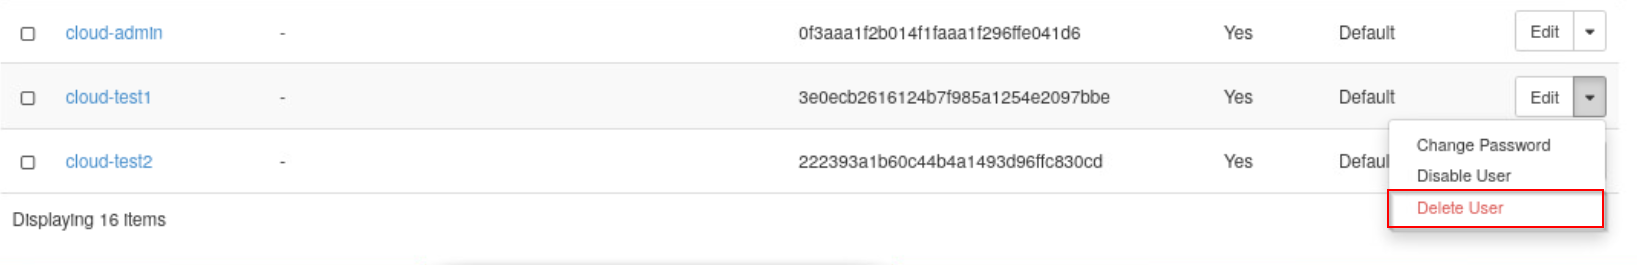 cloud-admin - 0f3aaa1f2b014f1faaa1f296ffe041d6 Yes Default Edit
cloud-test1 - 3e0ecb2616124b7f985a1254e2097bbe Yes Default Edit
Change Password
cloud-test2 - 222393a1b60c44b4a1493d96ffc830cd Yes Defaul
Disable User
Delete User
Displaying 16 items